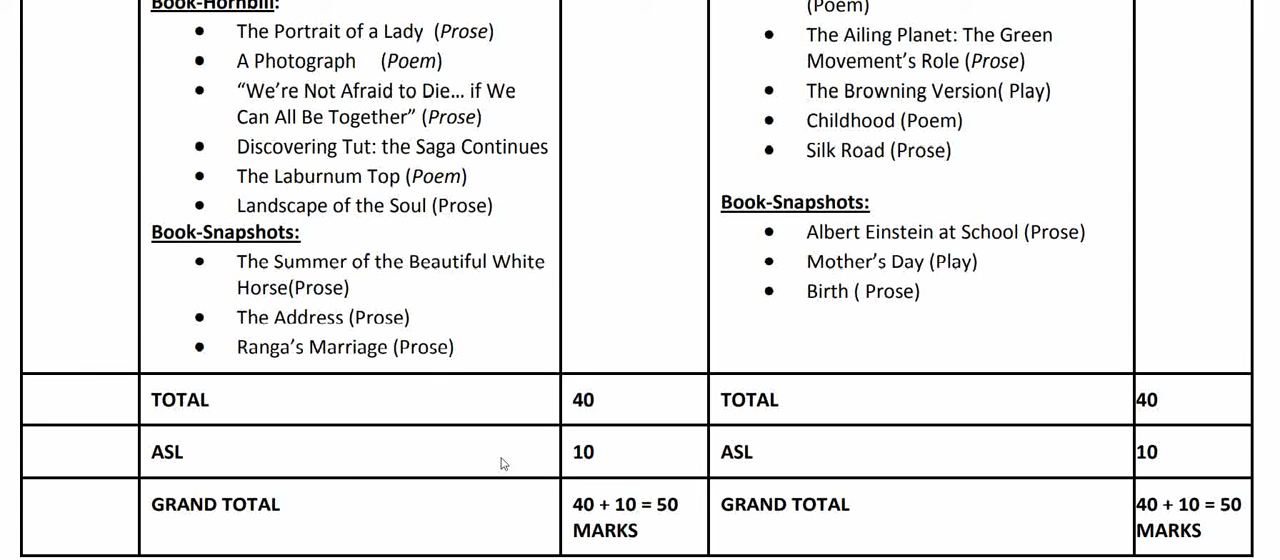 Book-Hornbill:
• The Portrait of a Lady (Prose)
• A Photograph (Poem)
• “We’re Not Afraid to Die... if We
Can All Be Together” (Prose)
• Discovering Tut: the Saga Continues
• The Laburnum Top (Poem)
• Landscape of the Soul (Prose)
Book-Snapshots:
• The Summer of the Beautiful White
Horse(Prose)
• The Address (Prose)
• Ranga’s Marriage (Prose)
(Poem)
• The Ailing Planet: The Green
Movement’s Role (Prose)
• The Browning Version( Play)
• Childhood (Poem)
• Silk Road (Prose)
Book-Snapshots:
• Albert Einstein at School (Prose)
• Mother’s Day (Play)
• Birth ( Prose)
TOTAL 40 TOTAL 40
ASL 10 ASL 10
GRAND TOTAL 40 + 10 = 50 GRAND TOTAL 40 + 10 = 50
MARKS MARKS